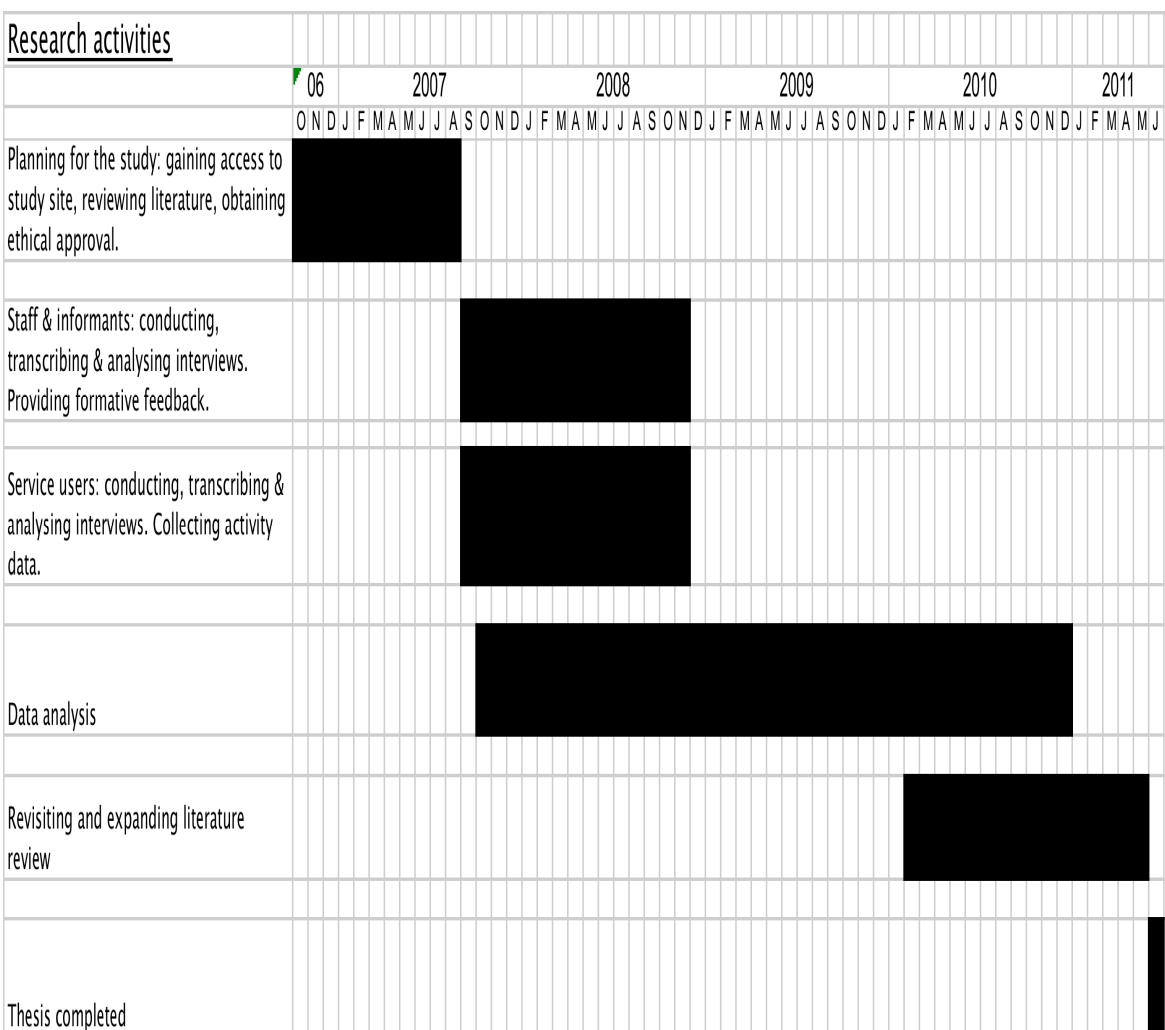 Research activities
06 2007 2008 2009 2010 2011
O N D J F M A M J J A S O N D J F M A M J J A S O N D J F M A M J J A S O N D J F M A M J J A S O N D J F M A M J
Planning for the study: gaining access to
study site, reviewing literature, obtaining
ethical approval.
Staff & informants: conducting,
transcribing & analysing interviews.
Providing formative feedback.
Service users: conducting, transcribing &
analysing interviews. Collecting activity
data.
Data analysis
Revisiting and expanding literature
review
Thesis completed